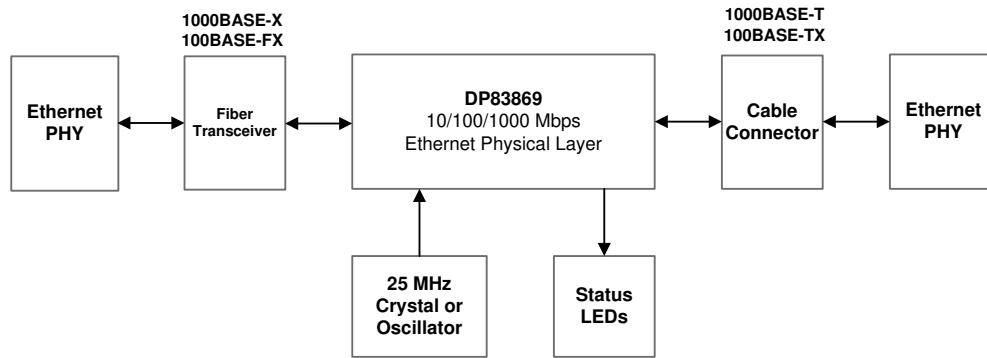 1000BASE-X
100BASE-FX
1000BASE-T
100BASE-TX
Ethernet
PHY
Fiber
Transceiver
DP83869
10/100/1000 Mbps
Ethernet Physical Layer
Cable
Connector
Ethernet
PHY
25 MHz
Crystal or
Oscillator
Status
LEDs